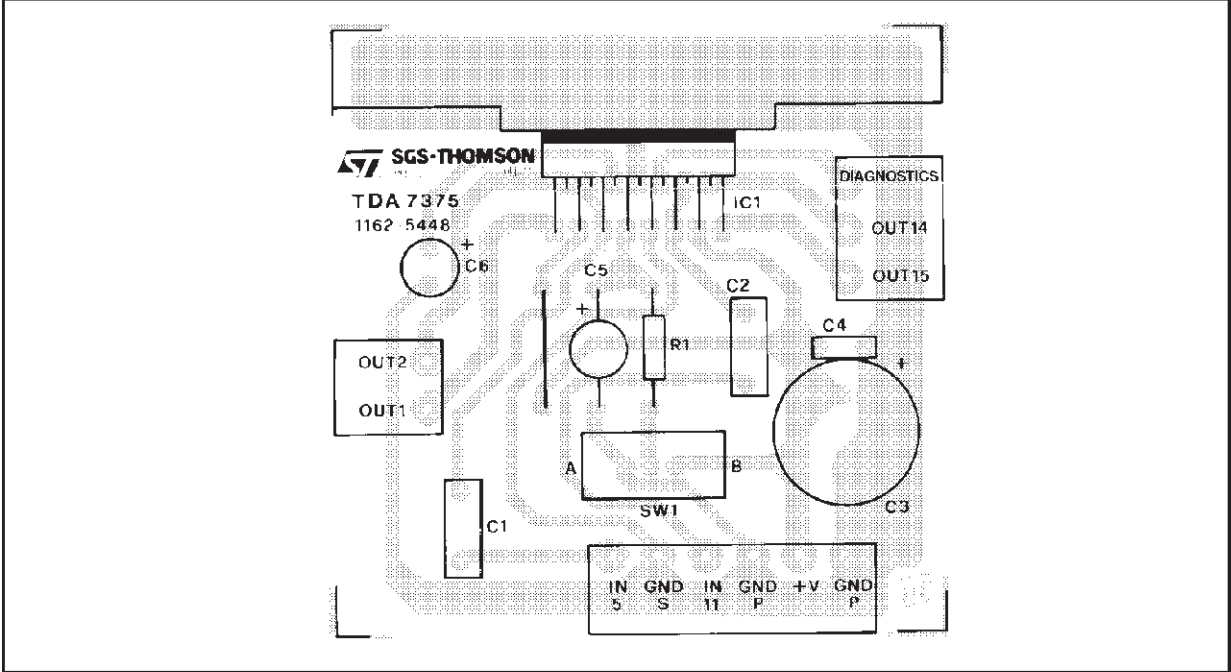 SGS-THOMSON
TDA 7375
1162 5448
IC1
DIAGNOSTICS
OUT14
OUT15
+
C6
C5
+
C2
R1
C4
+
OUT2
OUT1
A
B
SW1
C3
C1
IN GND IN GND +V GND
5 S 11 P P